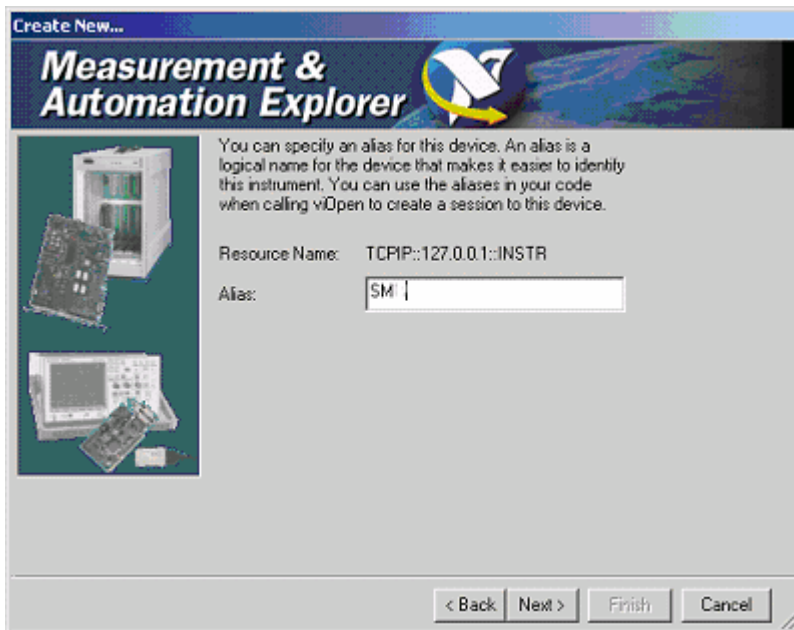 Create New...
Measurement &
Automation Explorer
You can specify an alias for this device. An alias is a
logical name for the device that makes it easier to identify
this instrument. You can use the aliases in your code
when calling viOpen to create a session to this device.
Resource Name: TCPIP::127.0.0.1::INSTR
Alias: SM
< Back Next > Finish Cancel